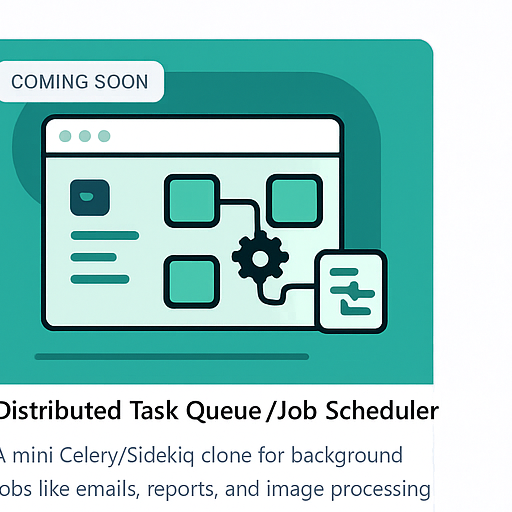 COMING SOON
Distributed Task Queue/Job Scheduler
A mini Celery/Sidekiq clone for background
jobs like emails, reports, and image processing